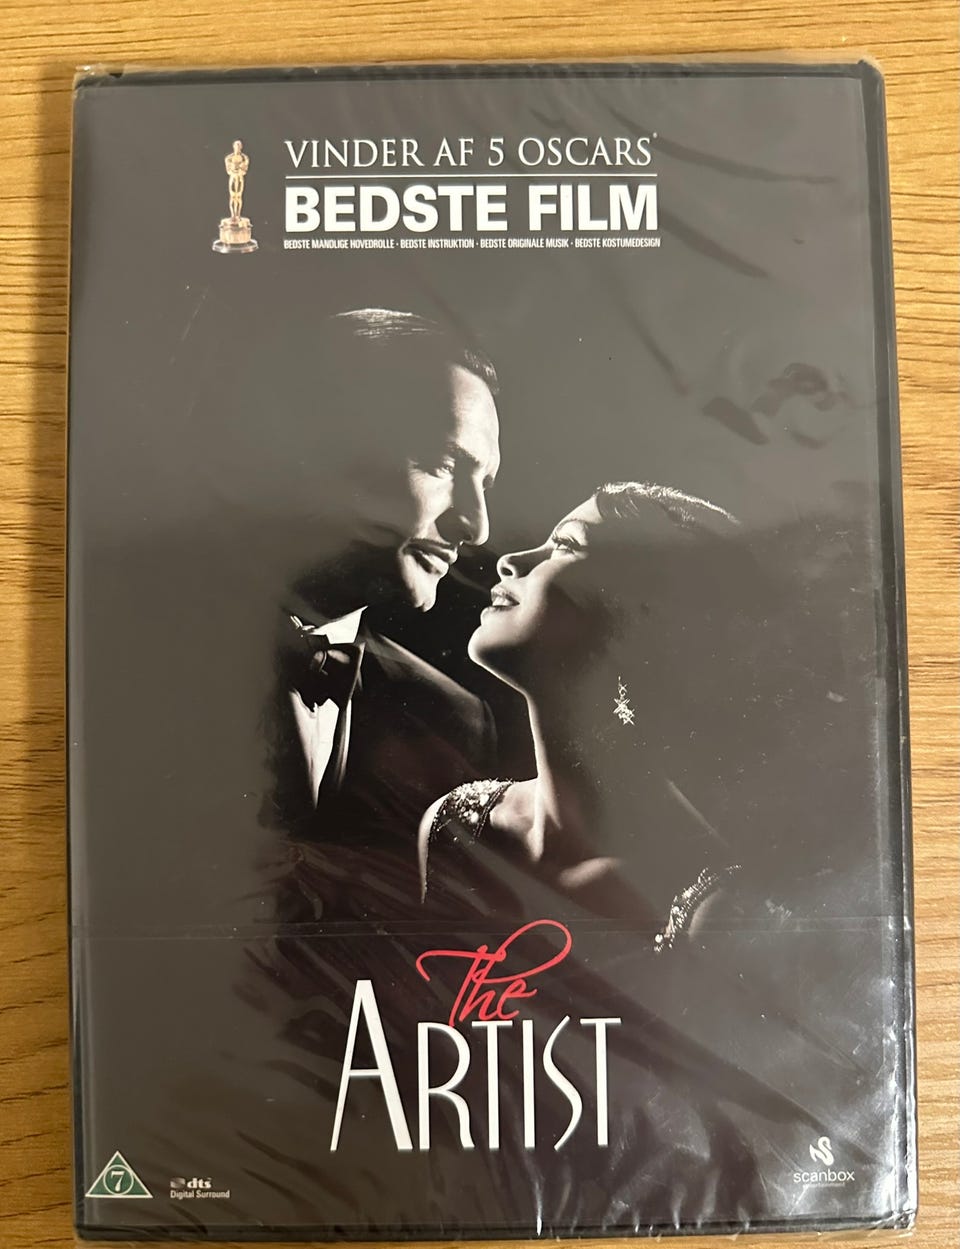 VINDER AF 5 OSCARS®
BEDSTE FILM
BEDSTE MANDLIGE HOVEDROLLE · BEDSTE INSTRUKTION · BEDSTE ORIGINALE MUSIK · BEDSTE KOSTUMEDESIGN
The
ARTIST
7
dts
Digital Surround
scanbox
entertainment